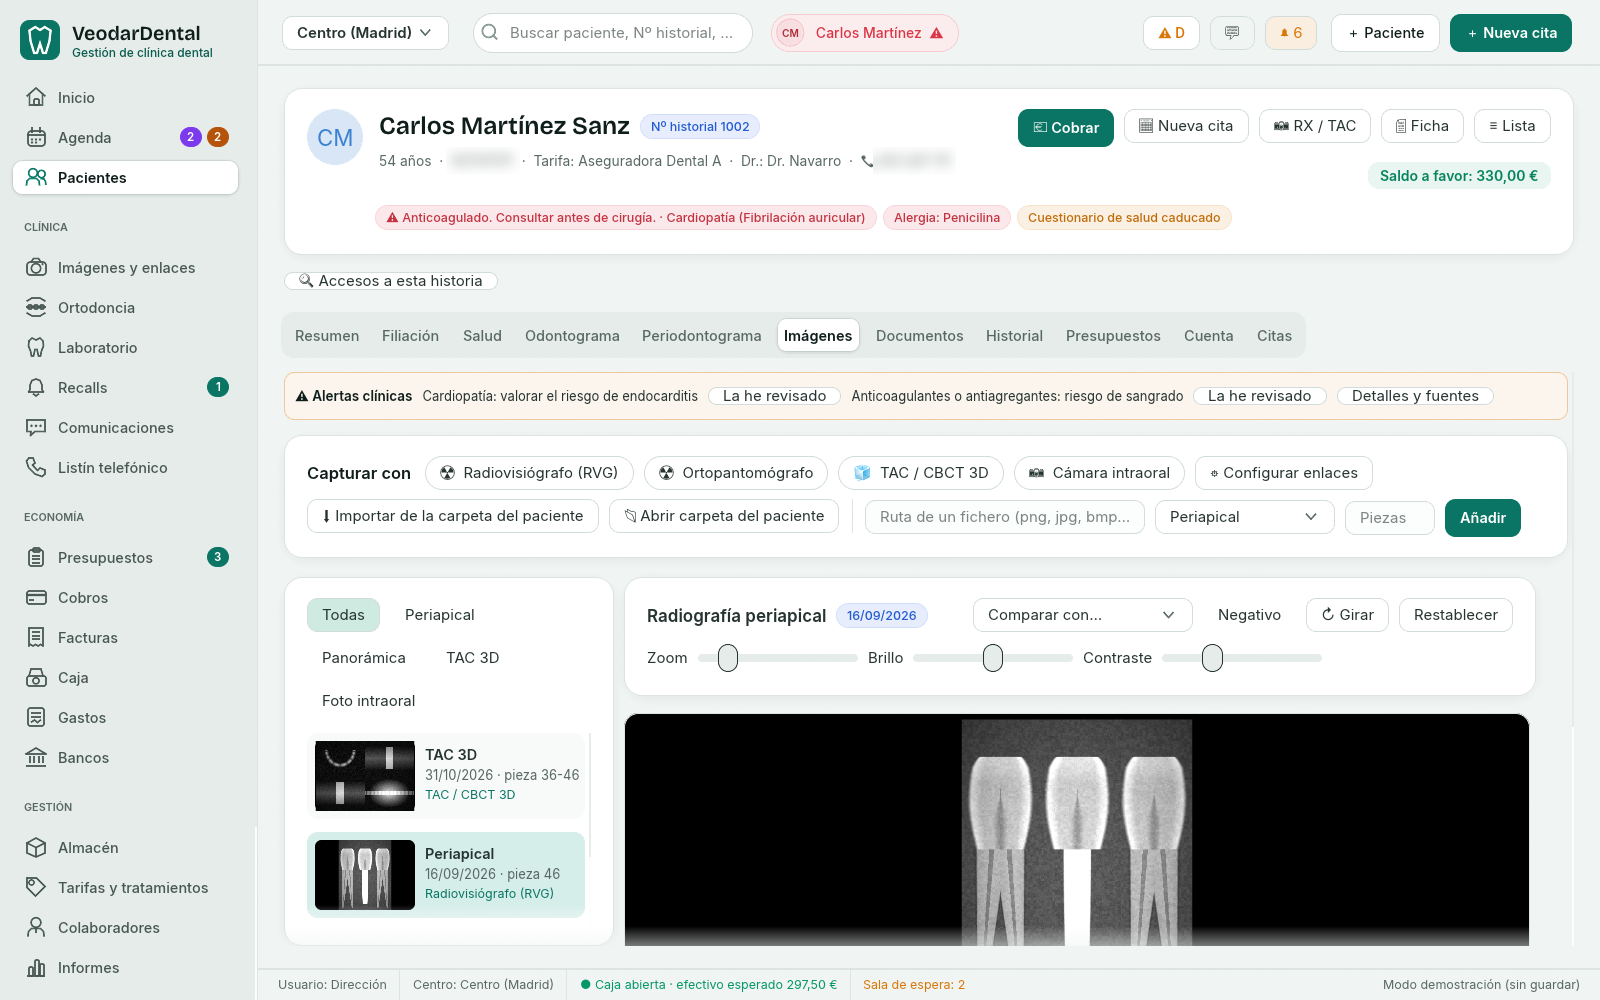 VeodarDental
Gestión de clínica dental
Inicio
Agenda 2 2
Pacientes
CLÍNICA
Imágenes y enlaces
Ortodoncia
Laboratorio
Recalls 1
Comunicaciones
Listín telefónico
ECONOMÍA
Presupuestos 3
Cobros
Facturas
Caja
Gastos
Bancos
GESTIÓN
Almacén
Tarifas y tratamientos
Colaboradores
Informes
Centro (Madrid)
Buscar paciente, Nº historial, ...
CM Carlos Martínez
D
6
+ Paciente
+ Nueva cita
CM
Carlos Martínez Sanz Nº historial 1002
54 años · · Tarifa: Aseguradora Dental A · Dr.: Dr. Navarro ·
Cobrar
Nueva cita
RX / TAC
Ficha
Lista
Saldo a favor: 330,00 €
Anticoagulado. Consultar antes de cirugía. · Cardiopatía (Fibrilación auricular)
Alergia: Penicilina
Cuestionario de salud caducado
Accesos a esta historia
Resumen Filiación Salud Odontograma Periodontograma Imágenes Documentos Historial Presupuestos Cuenta Citas
Alertas clínicas Cardiopatía: valorar el riesgo de endocarditis La he revisado Anticoagulantes o antiagregantes: riesgo de sangrado La he revisado Detalles y fuentes
Capturar con Radiovisiógrafo (RVG) Ortopantomógrafo TAC / CBCT 3D Cámara intraoral Configurar enlaces
Importar de la carpeta del paciente Abrir carpeta del paciente Ruta de un fichero (png, jpg, bmp... Periapical Piezas Añadir
Todas Periapical
Panorámica TAC 3D
Foto intraoral
TAC 3D
31/10/2026 · pieza 36-46
TAC / CBCT 3D
Periapical
16/09/2026 · pieza 46
Radiovisiógrafo (RVG)
Radiografía periapical 16/09/2026 Comparar con... Negativo Girar Restablecer
Zoom Brillo Contraste
Usuario: Dirección Centro: Centro (Madrid) Caja abierta · efectivo esperado 297,50 € Sala de espera: 2 Modo demostración (sin guardar)